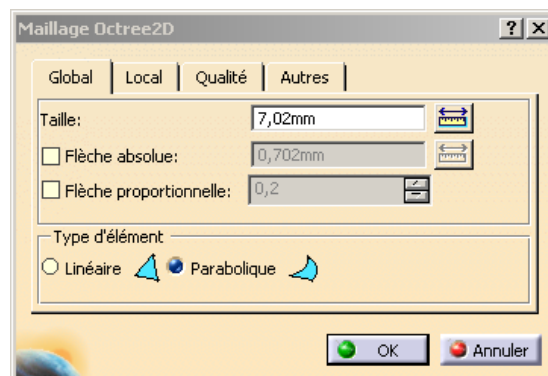 Maillage Octree2D
Global Local Qualité Autres
Taille: 7,02mm
Flèche absolue: 0,702mm
Flèche proportionnelle: 0,2
Type d'élément
Linéaire Parabolique
OK Annuler